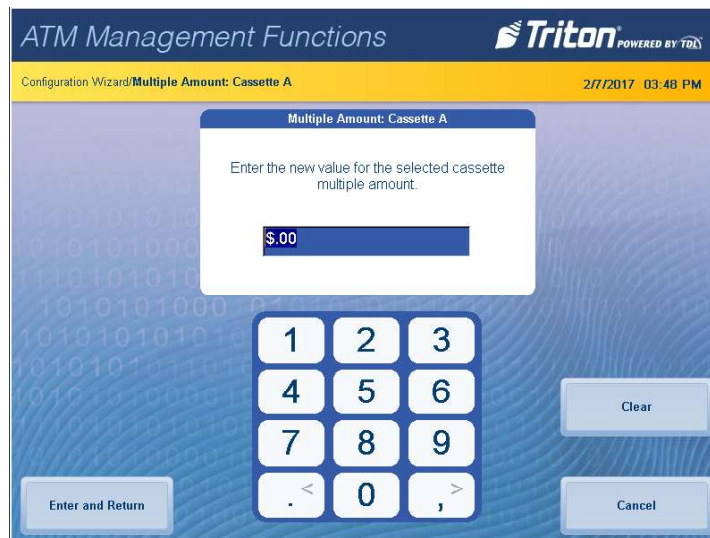 ATM Management Functions
Triton POWERED BY TDL
Configuration Wizard/Multiple Amount: Cassette A
2/7/2017 03:48 PM
Multiple Amount: Cassette A
Enter the new value for the selected cassette
multiple amount.
$.00
1 2 3
4 5 6
7 8 9
. < 0 , >
Clear
Enter and Return
Cancel